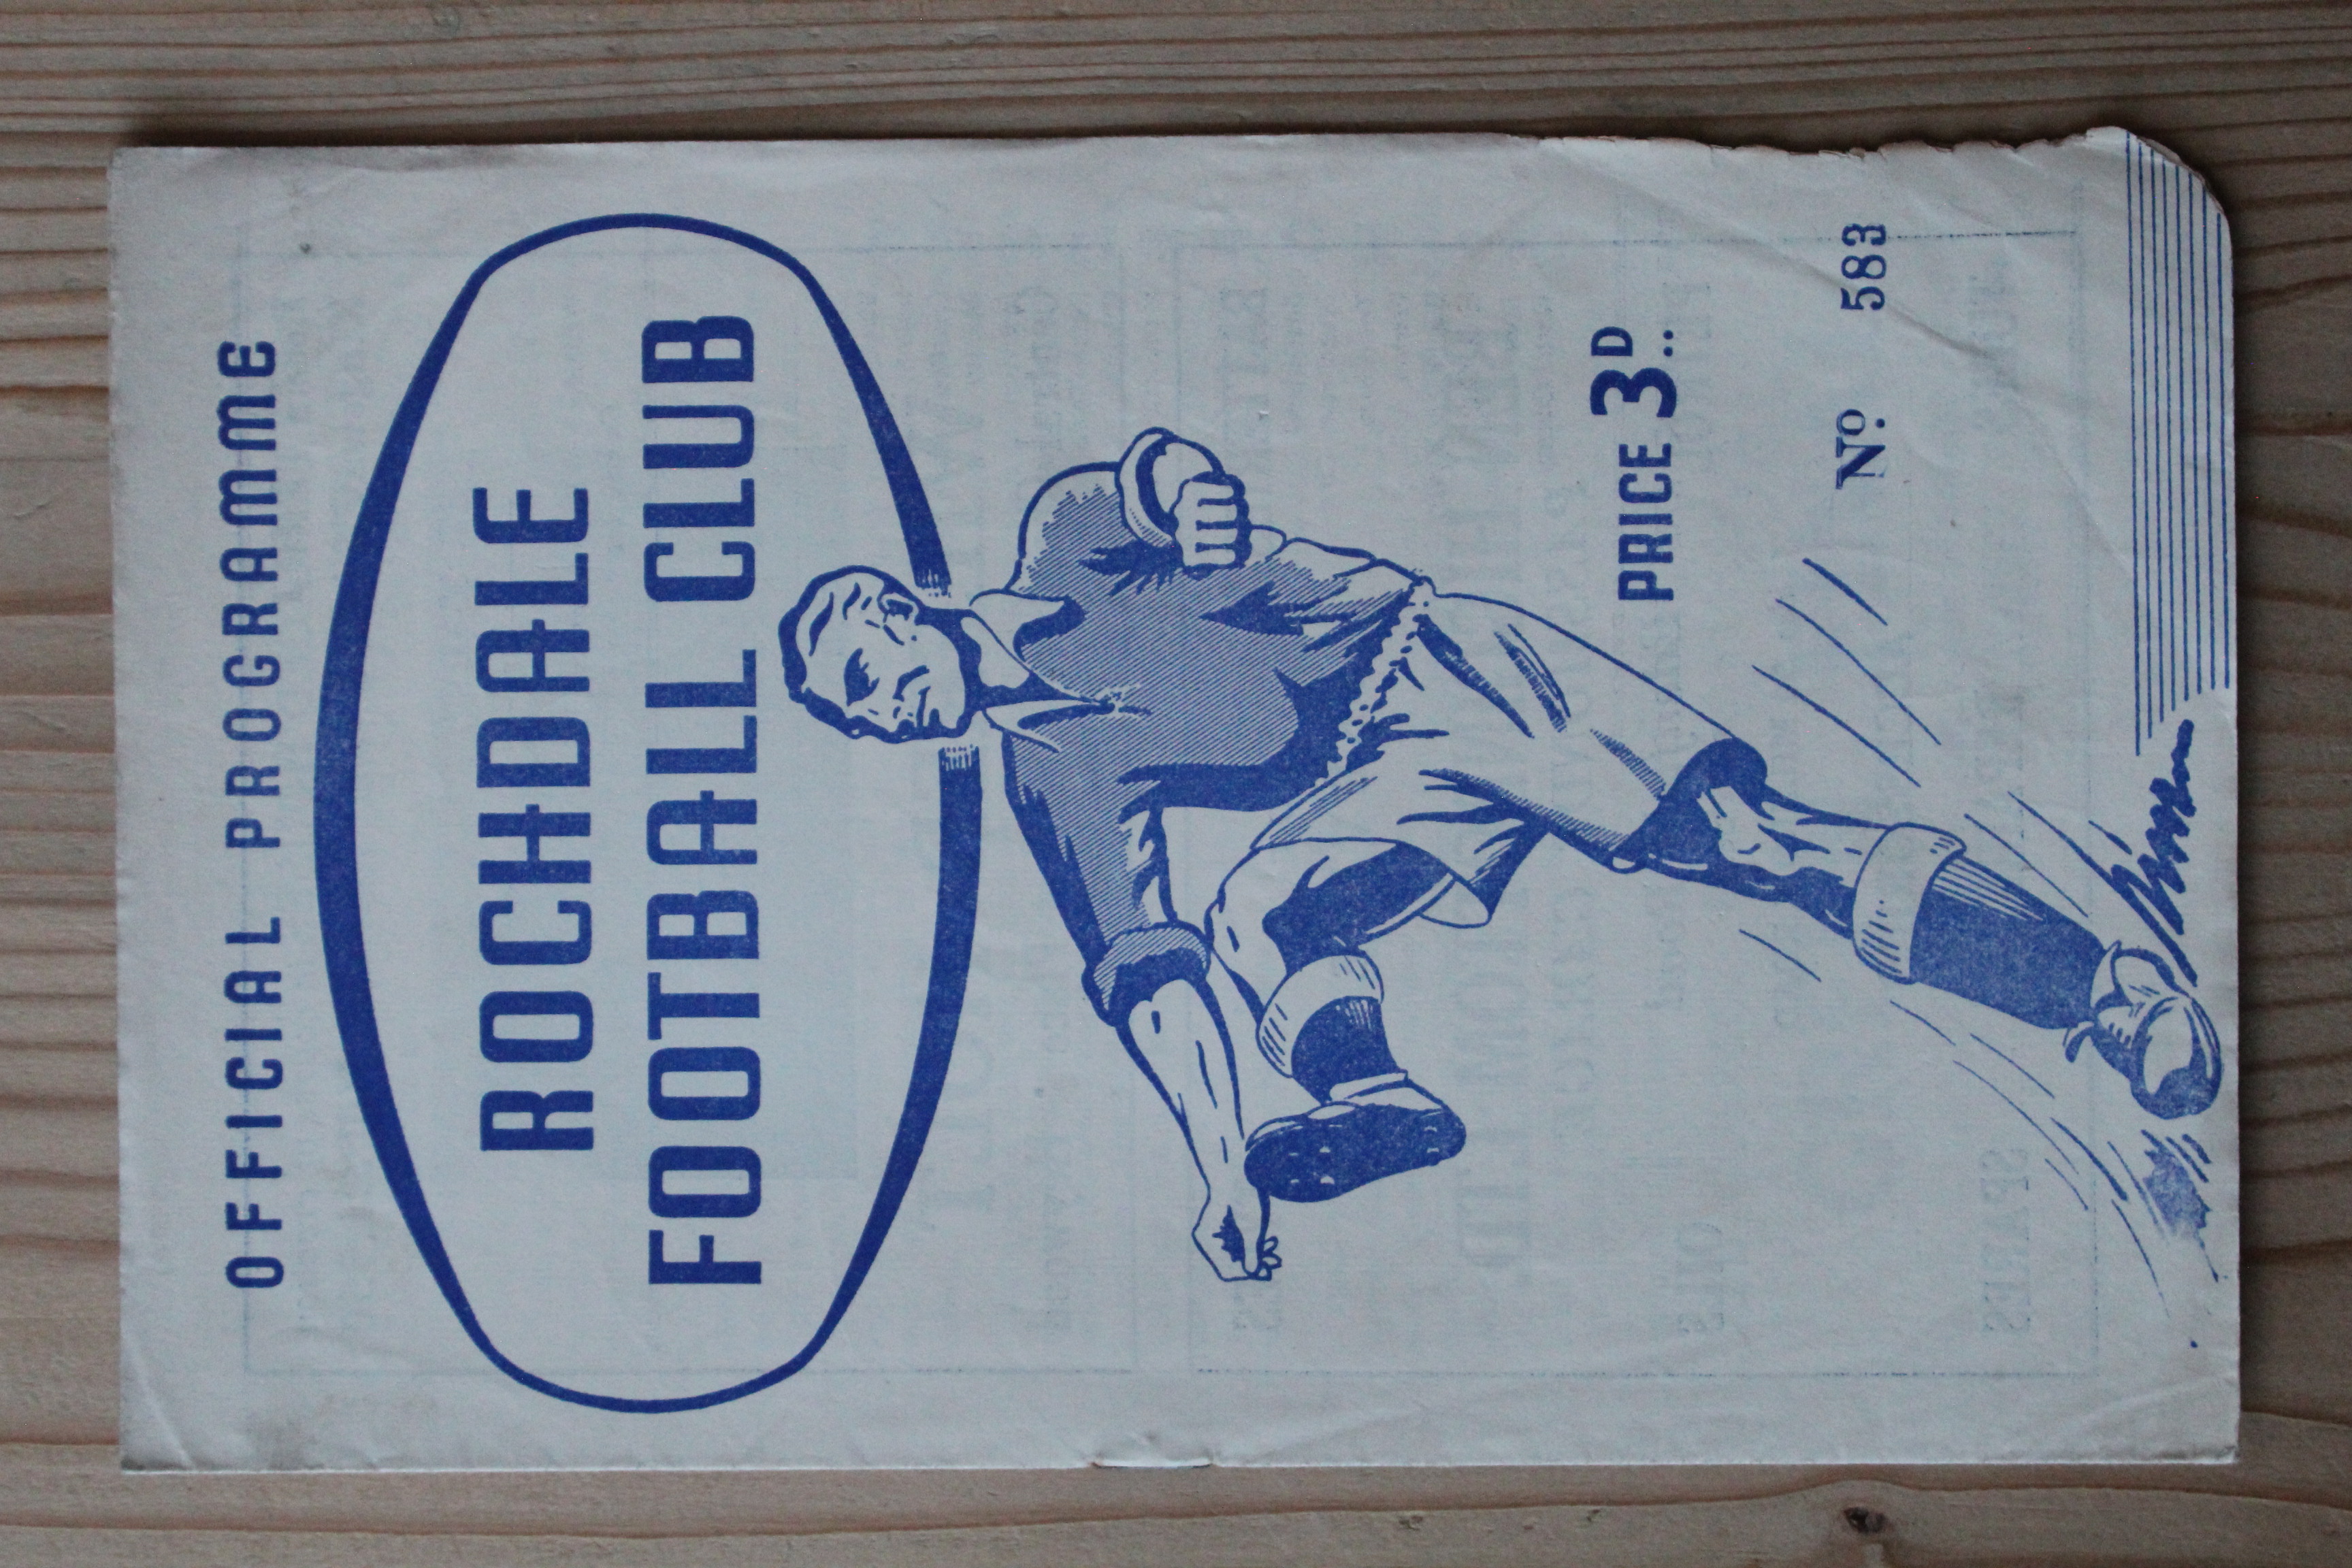 OFFICIAL PROGRAMME
ROCHDALE
FOOTBALL CLUB
PRICE 3D.
Nº 583